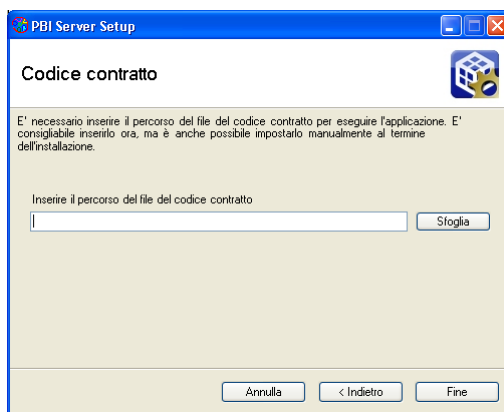 PBI Server Setup
Codice contratto
E' necessario inserire il percorso del file del codice contratto per eseguire l'applicazione. E'
consigliabile inserirlo ora, ma è anche possibile impostarlo manualmente al termine
dell'installazione.
Inserire il percorso del file del codice contratto
Sfoglia
Annulla
< Indietro
Fine